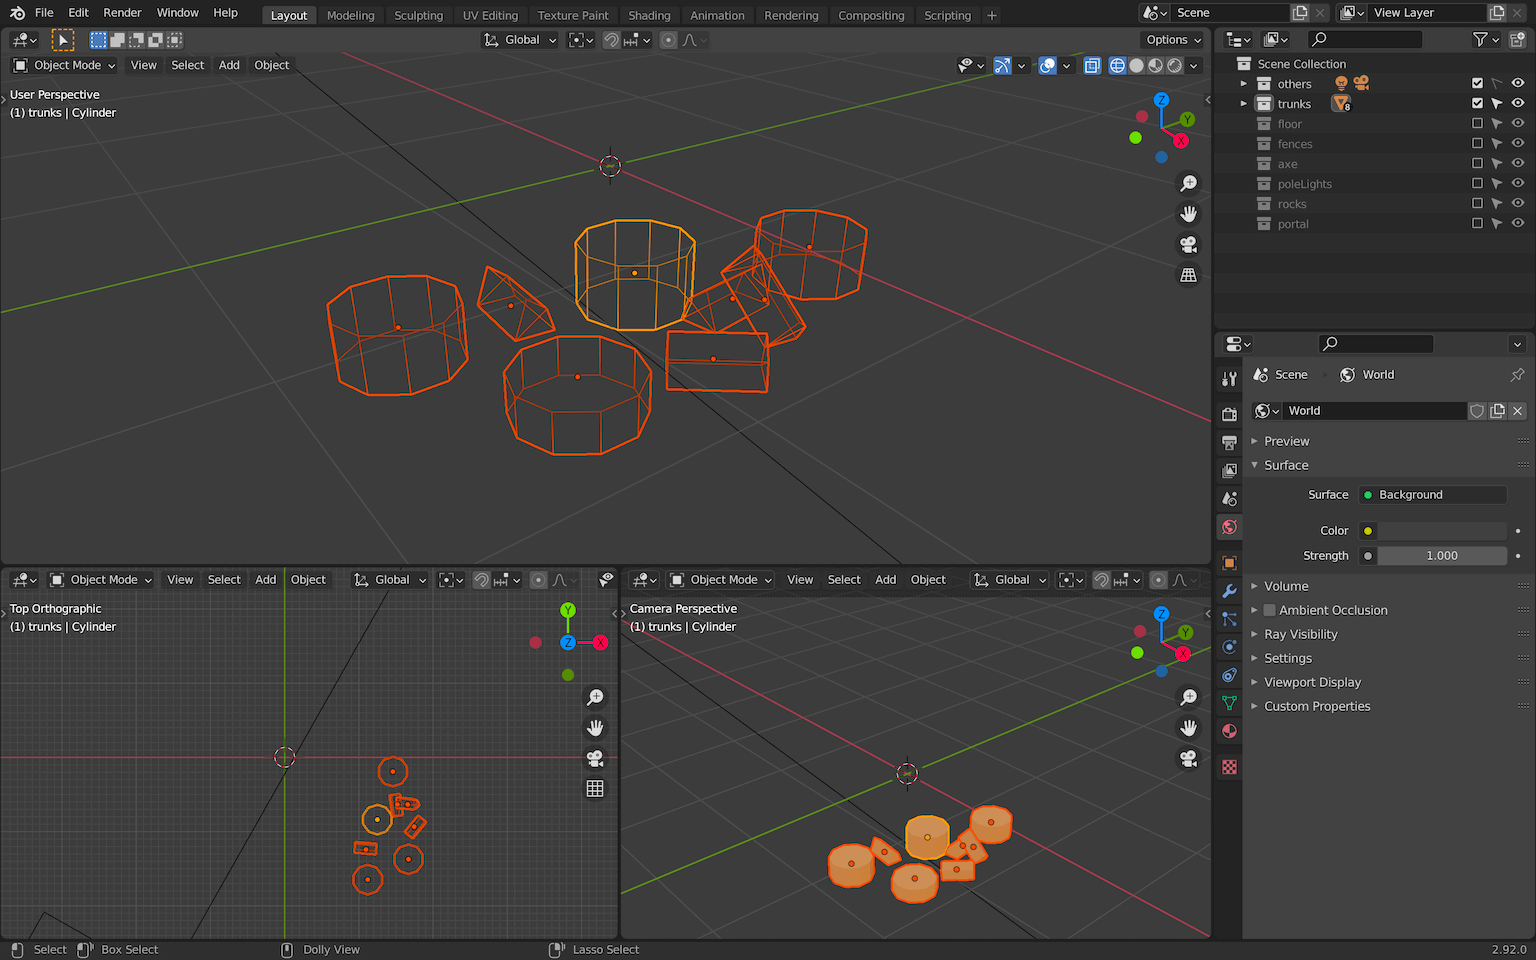 File Edit Render Window Help Layout Modeling Sculpting UV Editing Texture Paint Shading Animation Rendering Compositing Scripting + Scene View Layer
Global Options
Object Mode View Select Add Object
User Perspective
(1) trunks | Cylinder
Z
Y
X
Scene Collection
others
trunks 8
floor
fences
axe
poleLights
rocks
portal
Scene World
World
Preview
Surface
Surface Background
Color
Strength 1.000
Volume
Ambient Occlusion
Ray Visibility
Settings
Viewport Display
Custom Properties
Object Mode View Select Add Object Global
Top Orthographic
(1) trunks | Cylinder
Y
Z X
Object Mode View Select Add Object Global
Camera Perspective
(1) trunks | Cylinder
Z
Y
X
Select Box Select Dolly View Lasso Select 2.92.0